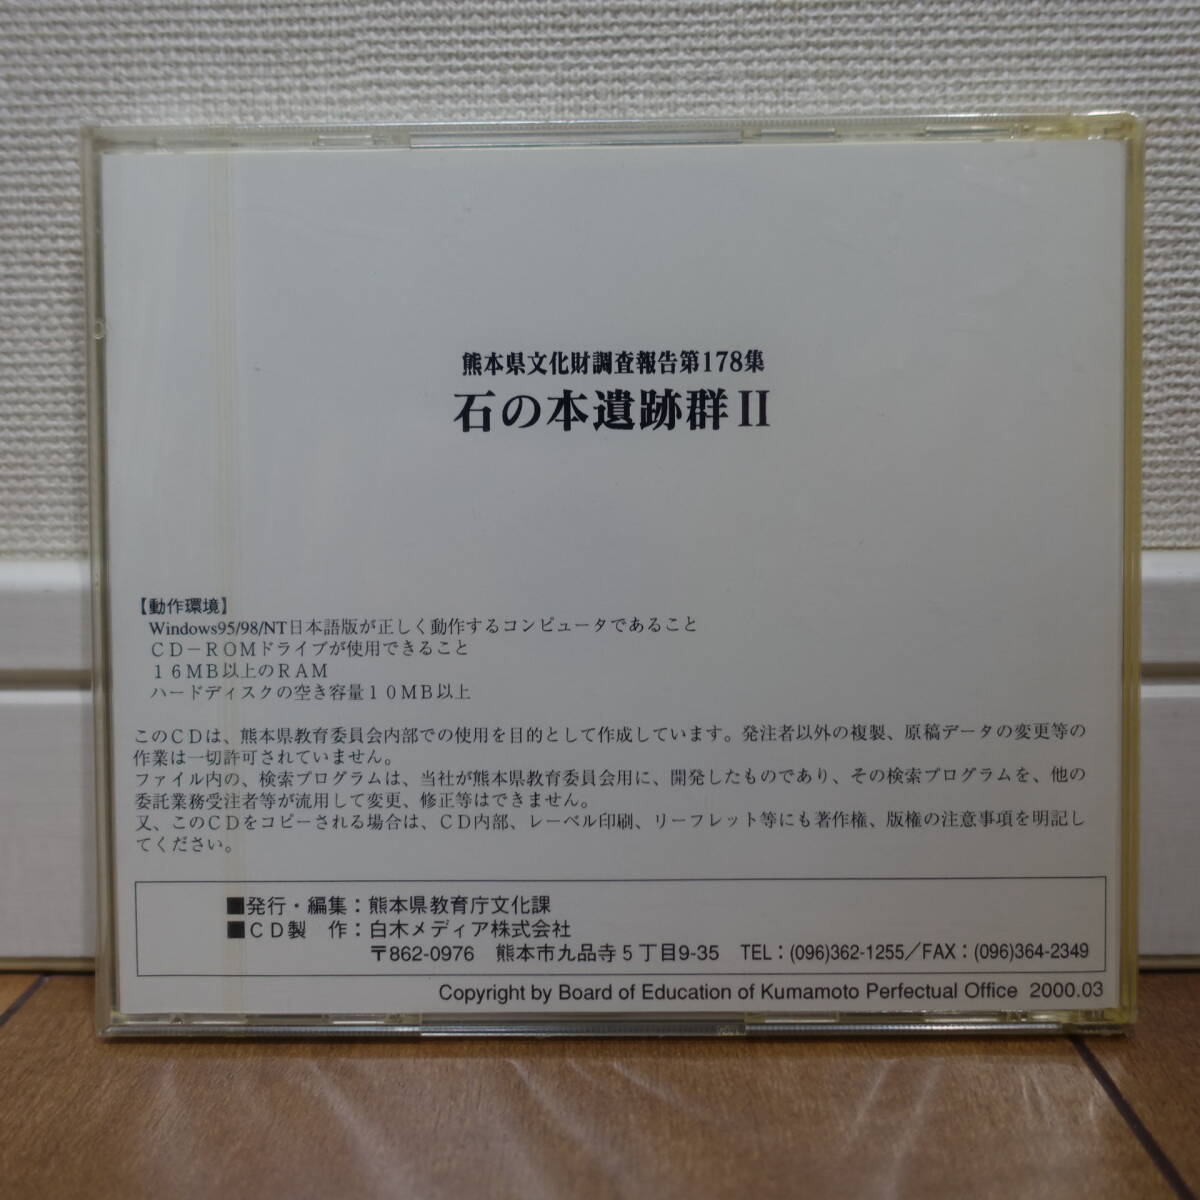 熊本県文化財調査報告第178集
石の本遺跡群II
【動作環境】
Windows95/98/NT日本語版が正しく動作するコンピュータであること
ＣＤ－ＲＯＭドライブが使用できること
１６ＭＢ以上のＲＡＭ
ハードディスクの空き容量１０ＭＢ以上
このＣＤは、熊本県教育委員会内部での使用を目的として作成しています。発注者以外の複製、原稿データの変更等の
作業は一切許可されていません。
ファイル内の、検索プログラムは、当社が熊本県教育委員会用に、開発したものであり、その検索プログラムを、他の
委託業務受注者等が流用して変更、修正等はできません。
又、このＣＤをコピーされる場合は、ＣＤ内部、レーベル印刷、リーフレット等にも著作権、版権の注意事項を明記し
てください。
■発行・編集：熊本県教育庁文化課
■ＣＤ製　作：白木メディア株式会社
〒862-0976　熊本市九品寺５丁目9-35　TEL：(096)362-1255／FAX：(096)364-2349
Copyright by Board of Education of Kumamoto Perfectual Office 2000.03